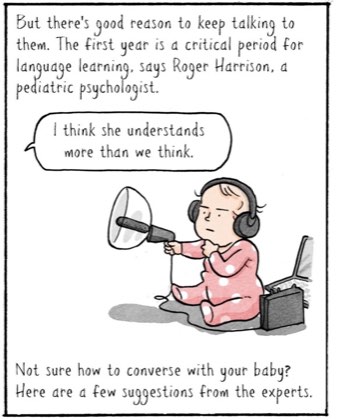 But there's good reason to keep talking to
them. The first year is a critical period for
language learning, says Roger Harrison, a
pediatric psychologist.
I think she understands
more than we think.
Not sure how to converse with your baby?
Here are a few suggestions from the experts.